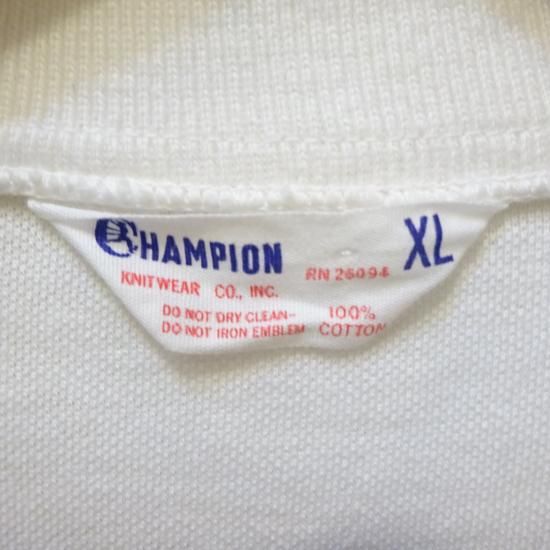 CHAMPION XL
KNITWEAR CO., INC. RN 26094
DO NOT DRY CLEAN- 100%
DO NOT IRON EMBLEM COTTON